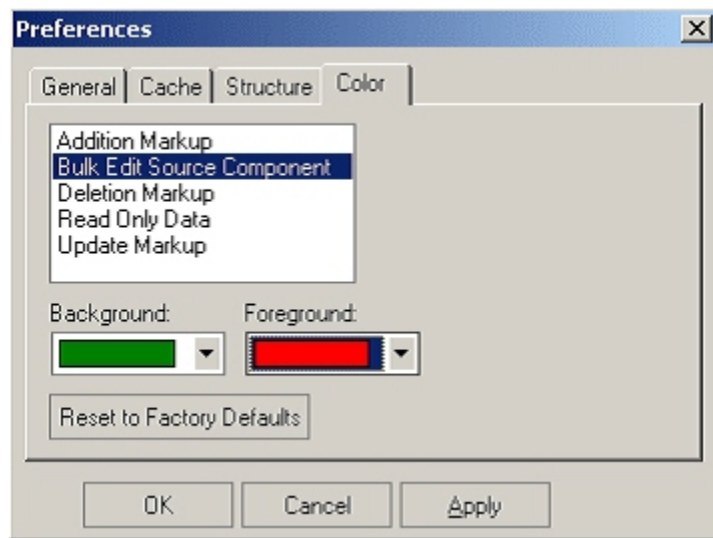 Preferences
General Cache Structure Color
Addition Markup
Bulk Edit Source Component
Deletion Markup
Read Only Data
Update Markup
Background: Foreground:
Reset to Factory Defaults
OK Cancel Apply